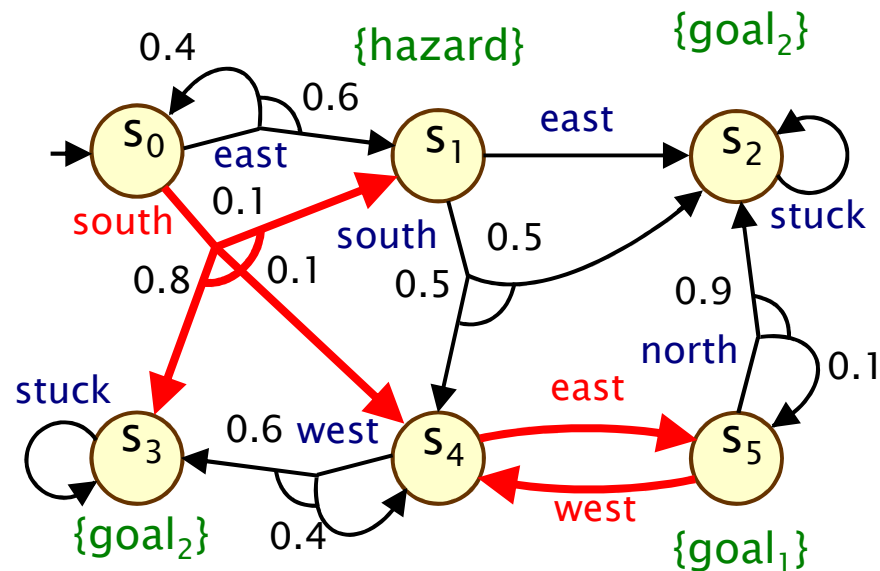 {goal₂}
{hazard}
0.4
0.6
s₀
s₁
east
s₂
east
0.1
south
south
0.5
stuck
0.8
0.1
0.5
0.9
north
0.1
stuck
east
0.6
west
s₃
s₄
s₅
west
{goal₂}
0.4
{goal₁}